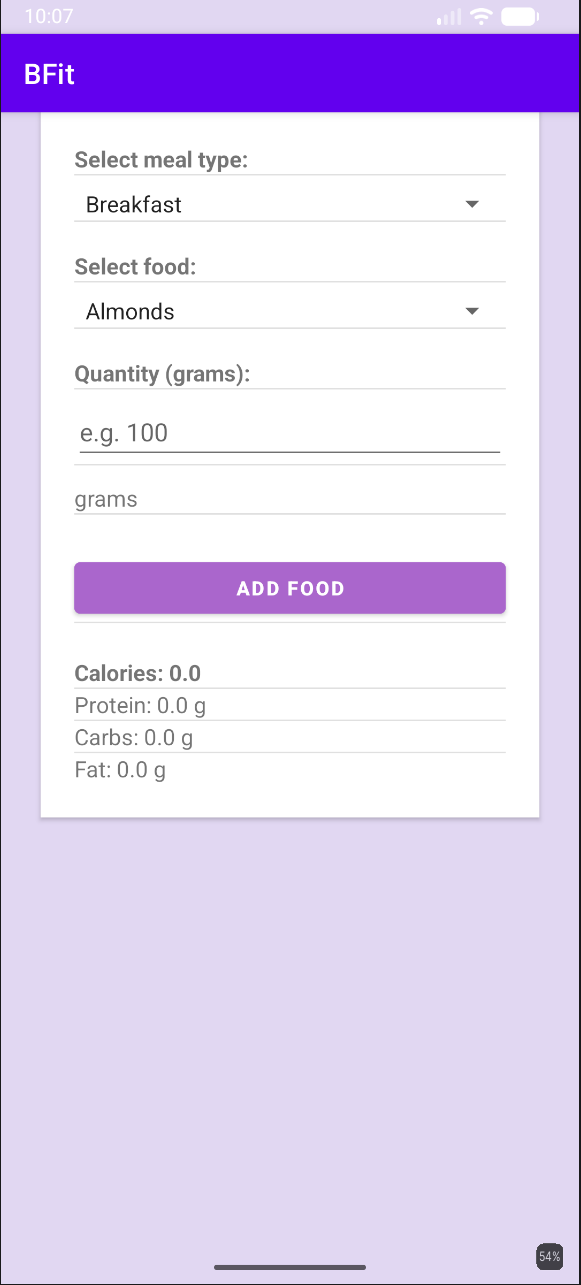 10:07
BFit
Select meal type:
Breakfast
Select food:
Almonds
Quantity (grams):
e.g. 100
grams
ADD FOOD
Calories: 0.0
Protein: 0.0 g
Carbs: 0.0 g
Fat: 0.0 g
54%